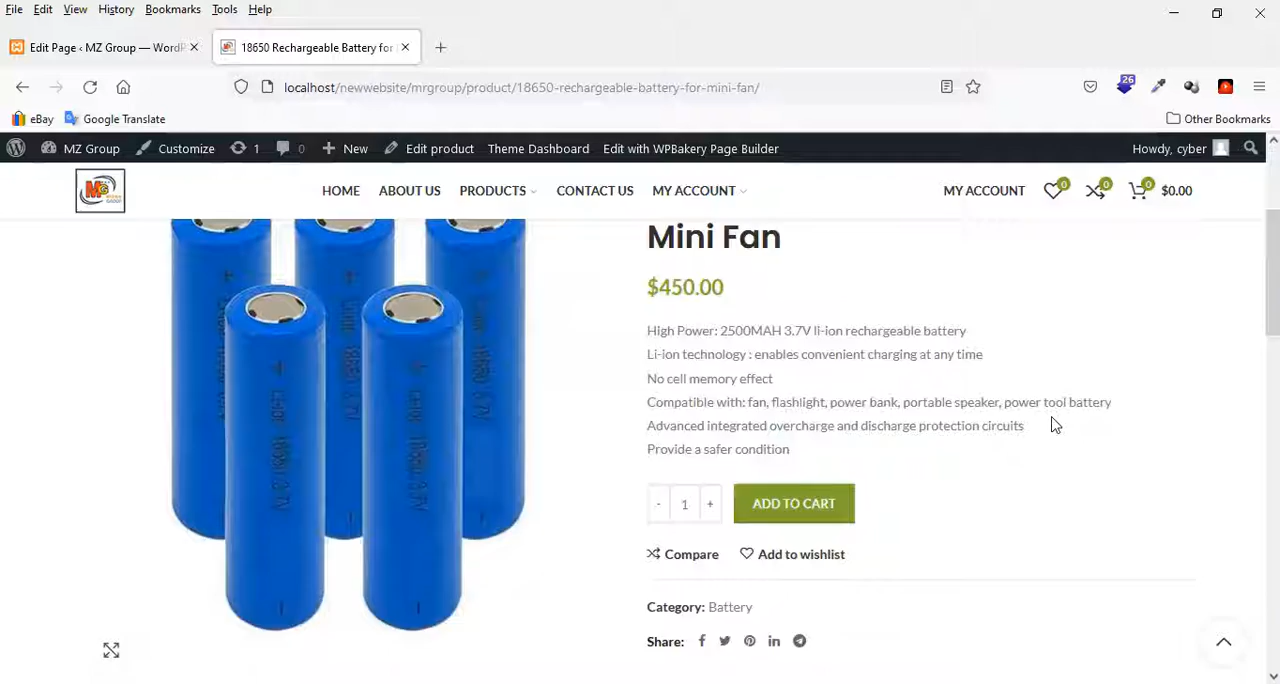 File Edit View History Bookmarks Tools Help
Edit Page ‹ MZ Group — WordP
18650 Rechargeable Battery for
localhost/newwebsite/mrgroup/product/18650-rechargeable-battery-for-mini-fan/
26
eBay Google Translate Other Bookmarks
MZ Group Customize 1 0 New Edit product Theme Dashboard Edit with WPBakery Page Builder Howdy, cyber
HOME ABOUT US PRODUCTS CONTACT US MY ACCOUNT MY ACCOUNT 0 0 0 $0.00
Mini Fan
$450.00
High Power: 2500MAH 3.7V li-ion rechargeable battery
Li-ion technology : enables convenient charging at any time
No cell memory effect
Compatible with: fan, flashlight, power bank, portable speaker, power tool battery
Advanced integrated overcharge and discharge protection circuits
Provide a safer condition
- 1 + ADD TO CART
Compare Add to wishlist
Category: Battery
Share: